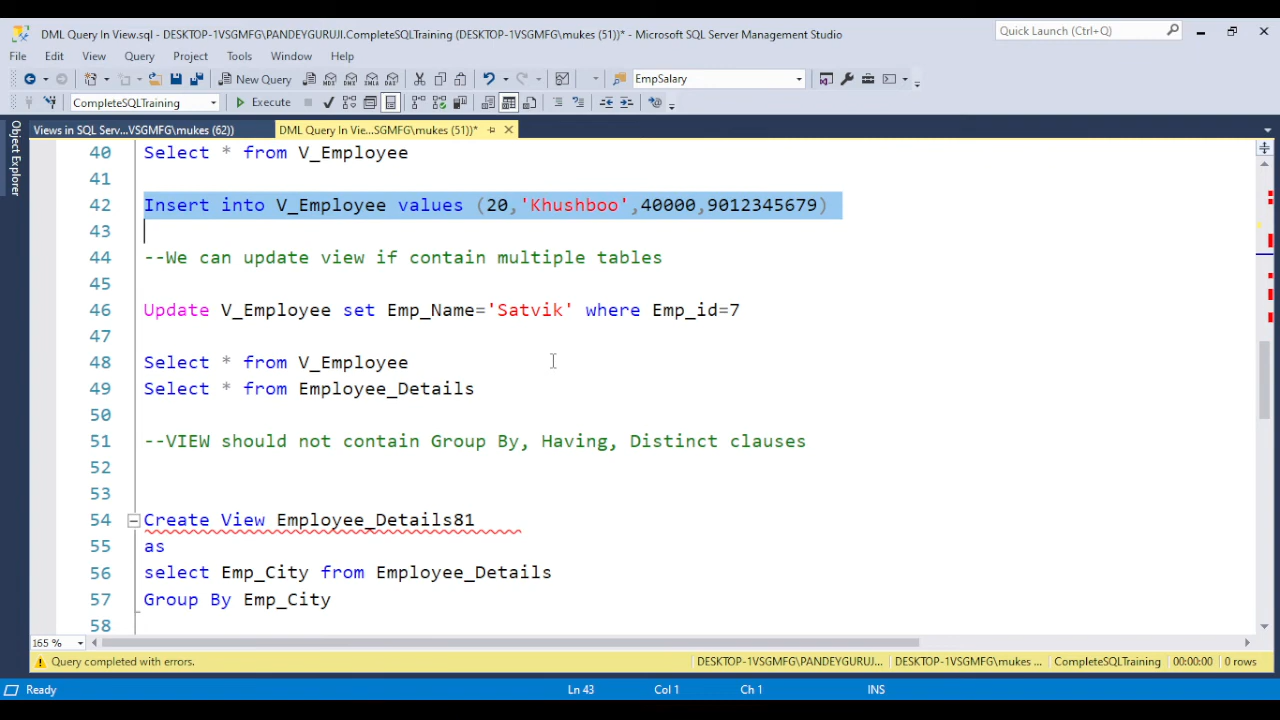 DML Query In View.sql - DESKTOP-1VSGMFG\PANDEYGURUJI.CompleteSQLTraining (DESKTOP-1VSGMFG\mukes (51))* - Microsoft SQL Server Management Studio
Quick Launch (Ctrl+Q)
File Edit View Query Project Tools Window Help
New Query EmpSalary
CompleteSQLTraining Execute
Views in SQL Serv...VSGMFG\mukes (62)) DML Query In Vie...SGMFG\mukes (51))*
Object Explorer
40 Select * from V_Employee
41
42 Insert into V_Employee values (20,'Khushboo',40000,9012345679)
43
44 --We can update view if contain multiple tables
45
46 Update V_Employee set Emp_Name='Satvik' where Emp_id=7
47
48 Select * from V_Employee
49 Select * from Employee_Details
50
51 --VIEW should not contain Group By, Having, Distinct clauses
52
53
54 Create View Employee_Details81
55 as
56 select Emp_City from Employee_Details
57 Group By Emp_City
58
165 %
Query completed with errors. DESKTOP-1VSGMFG\PANDEYGURUJI... DESKTOP-1VSGMFG\mukes ... CompleteSQLTraining 00:00:00 0 rows
Ready Ln 43 Col 1 Ch 1 INS